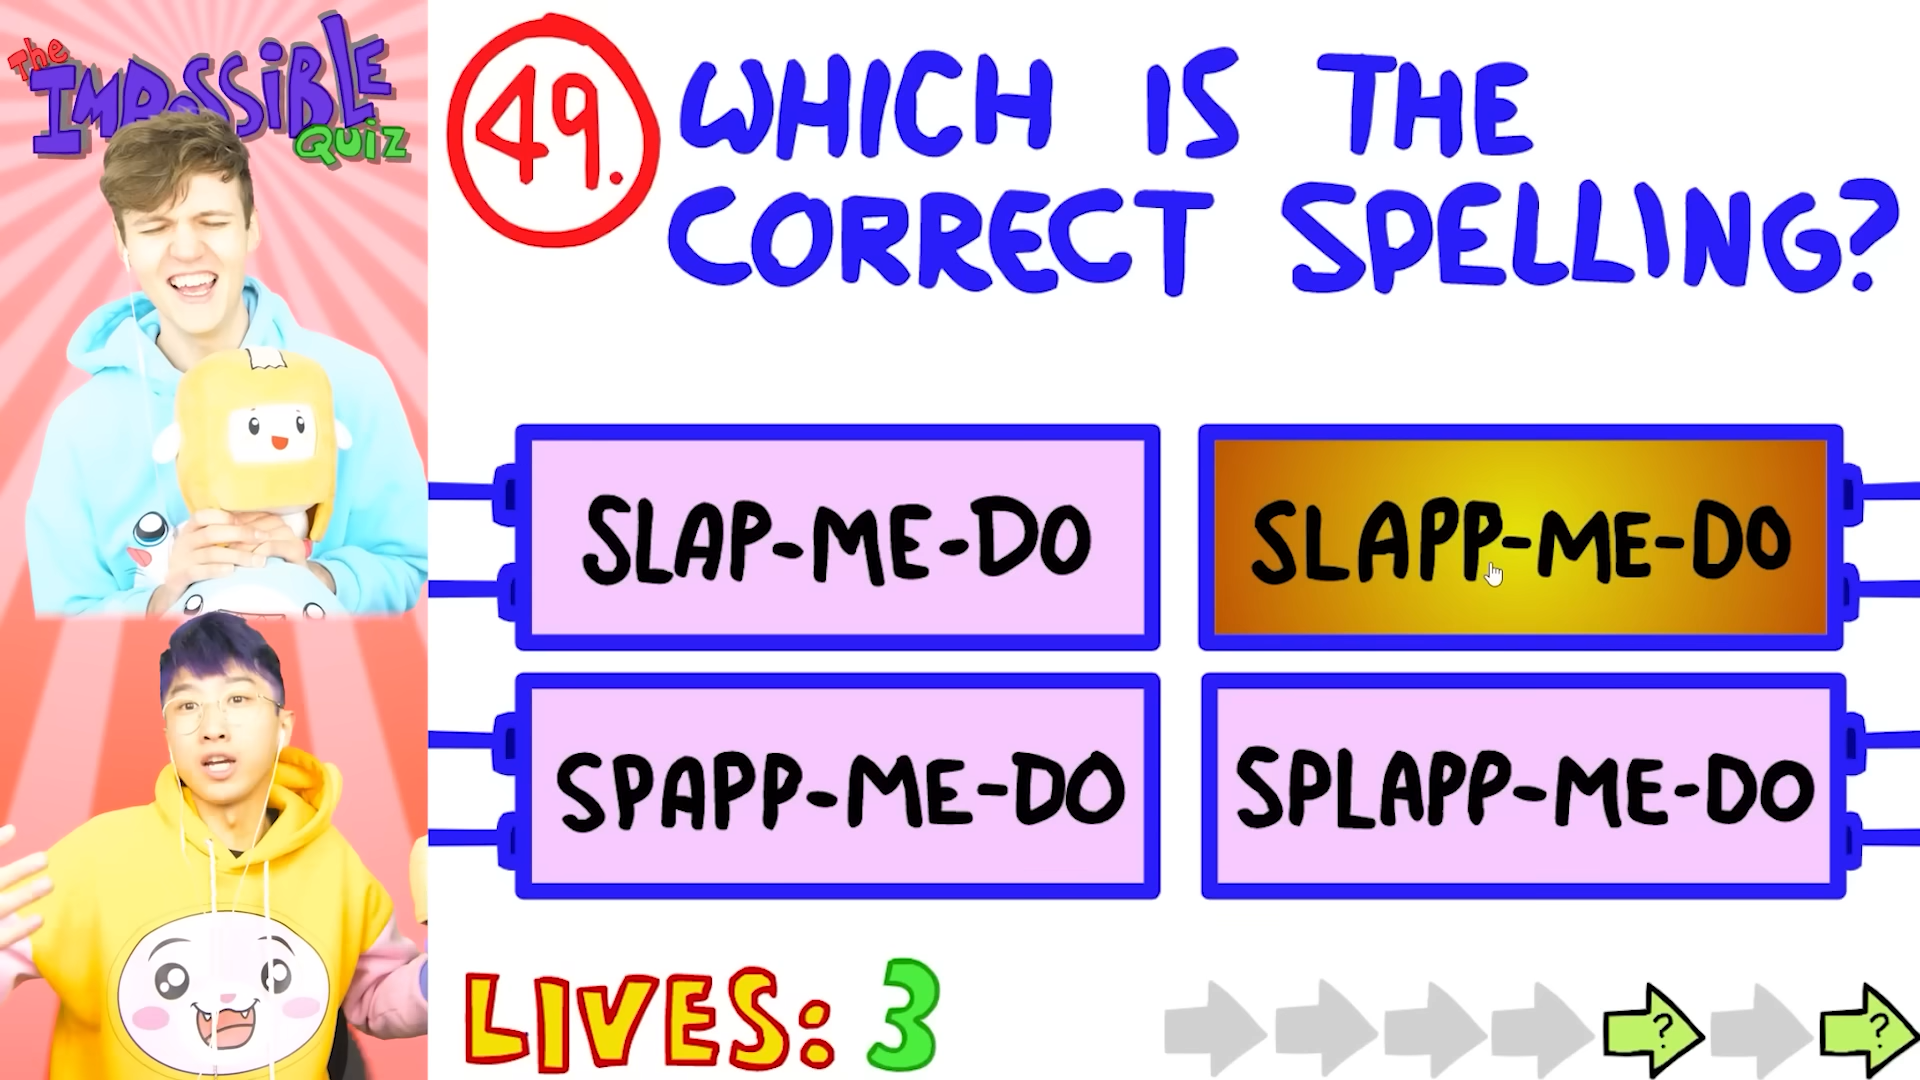 The
IMPOSSIBLE
QUIZ
49.
WHICH IS THE
CORRECT SPELLING?
SLAP-ME-DO
SLAPP-ME-DO
SPAPP-ME-DO
SPLAPP-ME-DO
LIVES: 3
?
?